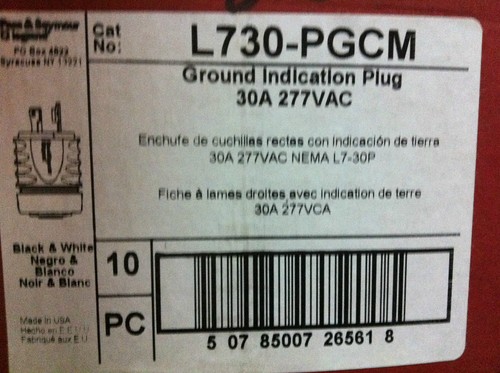 Pass & Seymour
PO Box 4822
Syracuse NY 13221
Cat
No:
L730-PGCM
Ground Indication Plug
30A 277VAC
Enchufe de cuchillas rectas con indicación de tierra
30A 277VAC NEMA L7-30P
Fiche à lames droites avec indication de terre
30A 277VCA
Black & White
Negro &
Blanco
Noir & Blanc
Made in USA
Hecho en E.E.U.U
Fabriqué aux E.U
10
PC
5 07 85007 26561 8